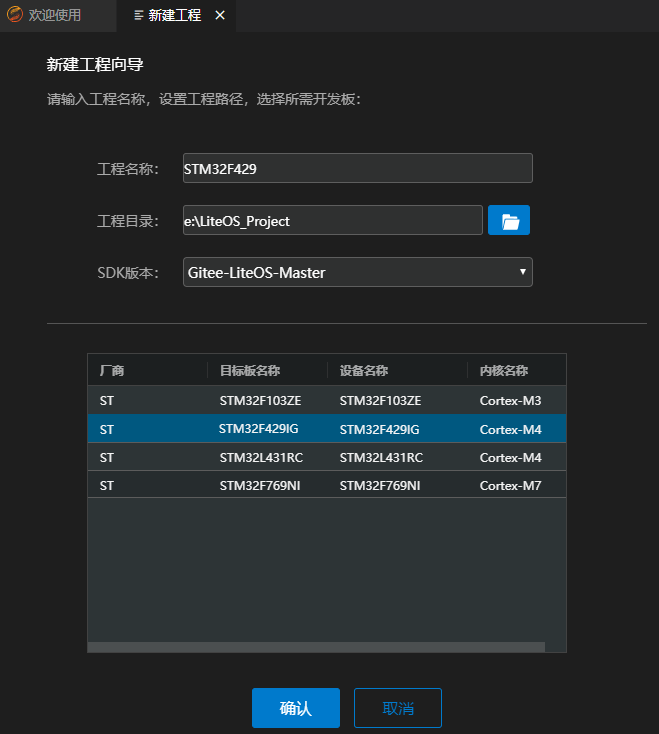 欢迎使用 新建工程
新建工程向导
请输入工程名称，设置工程路径，选择所需开发板：
工程名称： STM32F429
工程目录： e:\LiteOS_Project
SDK版本： Gitee-LiteOS-Master
厂商 目标板名称 设备名称 内核名称
ST STM32F103ZE STM32F103ZE Cortex-M3
ST STM32F429IG STM32F429IG Cortex-M4
ST STM32L431RC STM32L431RC Cortex-M4
ST STM32F769NI STM32F769NI Cortex-M7
确认 取消